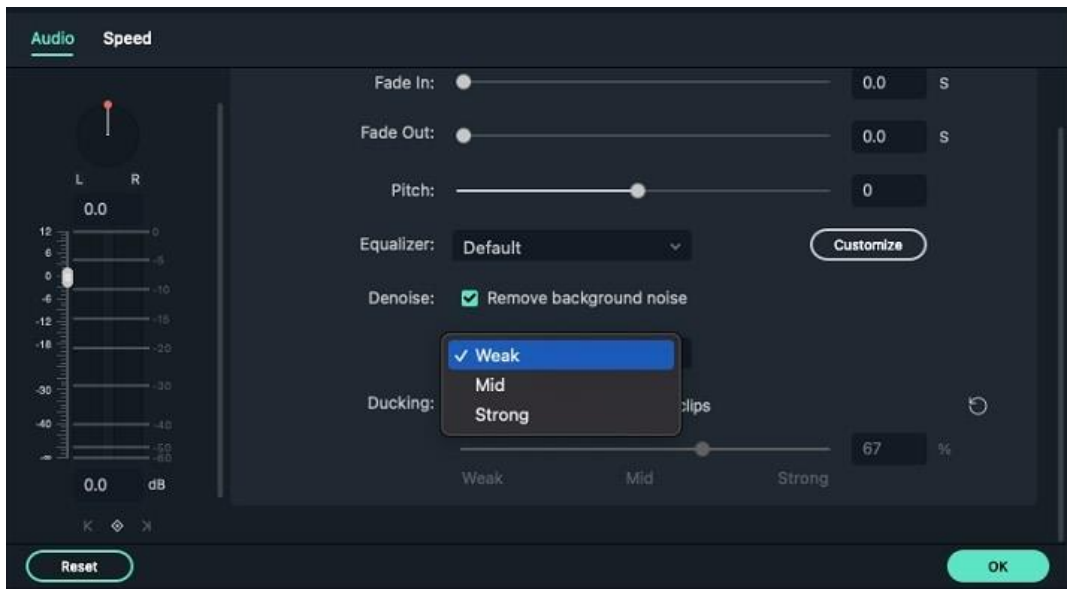 Audio Speed
Fade In: 0.0 S
Fade Out: 0.0 S
L R
Pitch: 0
0.0
12 0
Equalizer: Default Customize
6 -5
0 -10
Denoise: Remove background noise
-6
-12 -15
-18 -20
Weak
Mid
-30 -30
Ducking: clips
Strong
-40 -40
-∞ -50
-60
67 %
Weak Mid Strong
0.0 dB
Reset OK